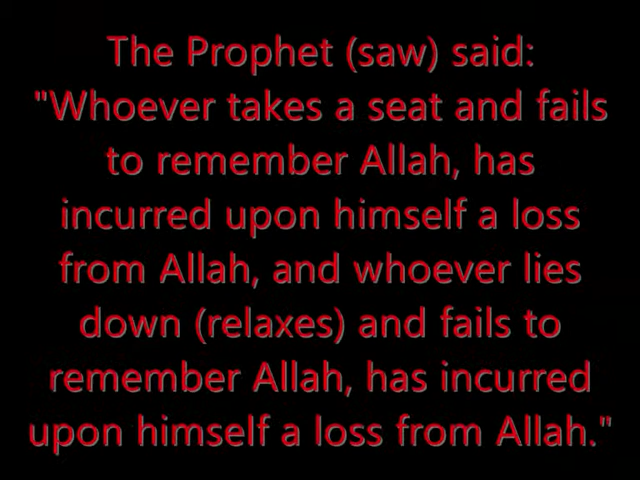 The Prophet (saw) said:
"Whoever takes a seat and fails
to remember Allah, has
incurred upon himself a loss
from Allah, and whoever lies
down (relaxes) and fails to
remember Allah, has incurred
upon himself a loss from Allah."